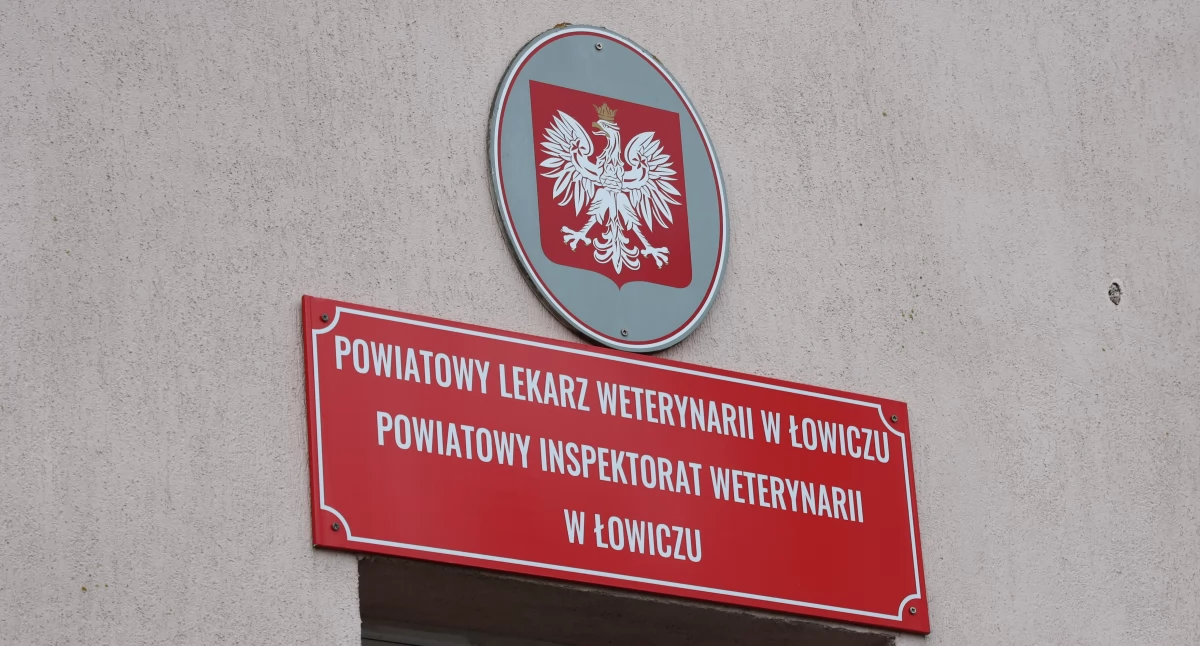 POWIATOWY LEKARZ WETERYNARII W ŁOWICZU
POWIATOWY INSPEKTORAT WETERYNARII
W ŁOWICZU